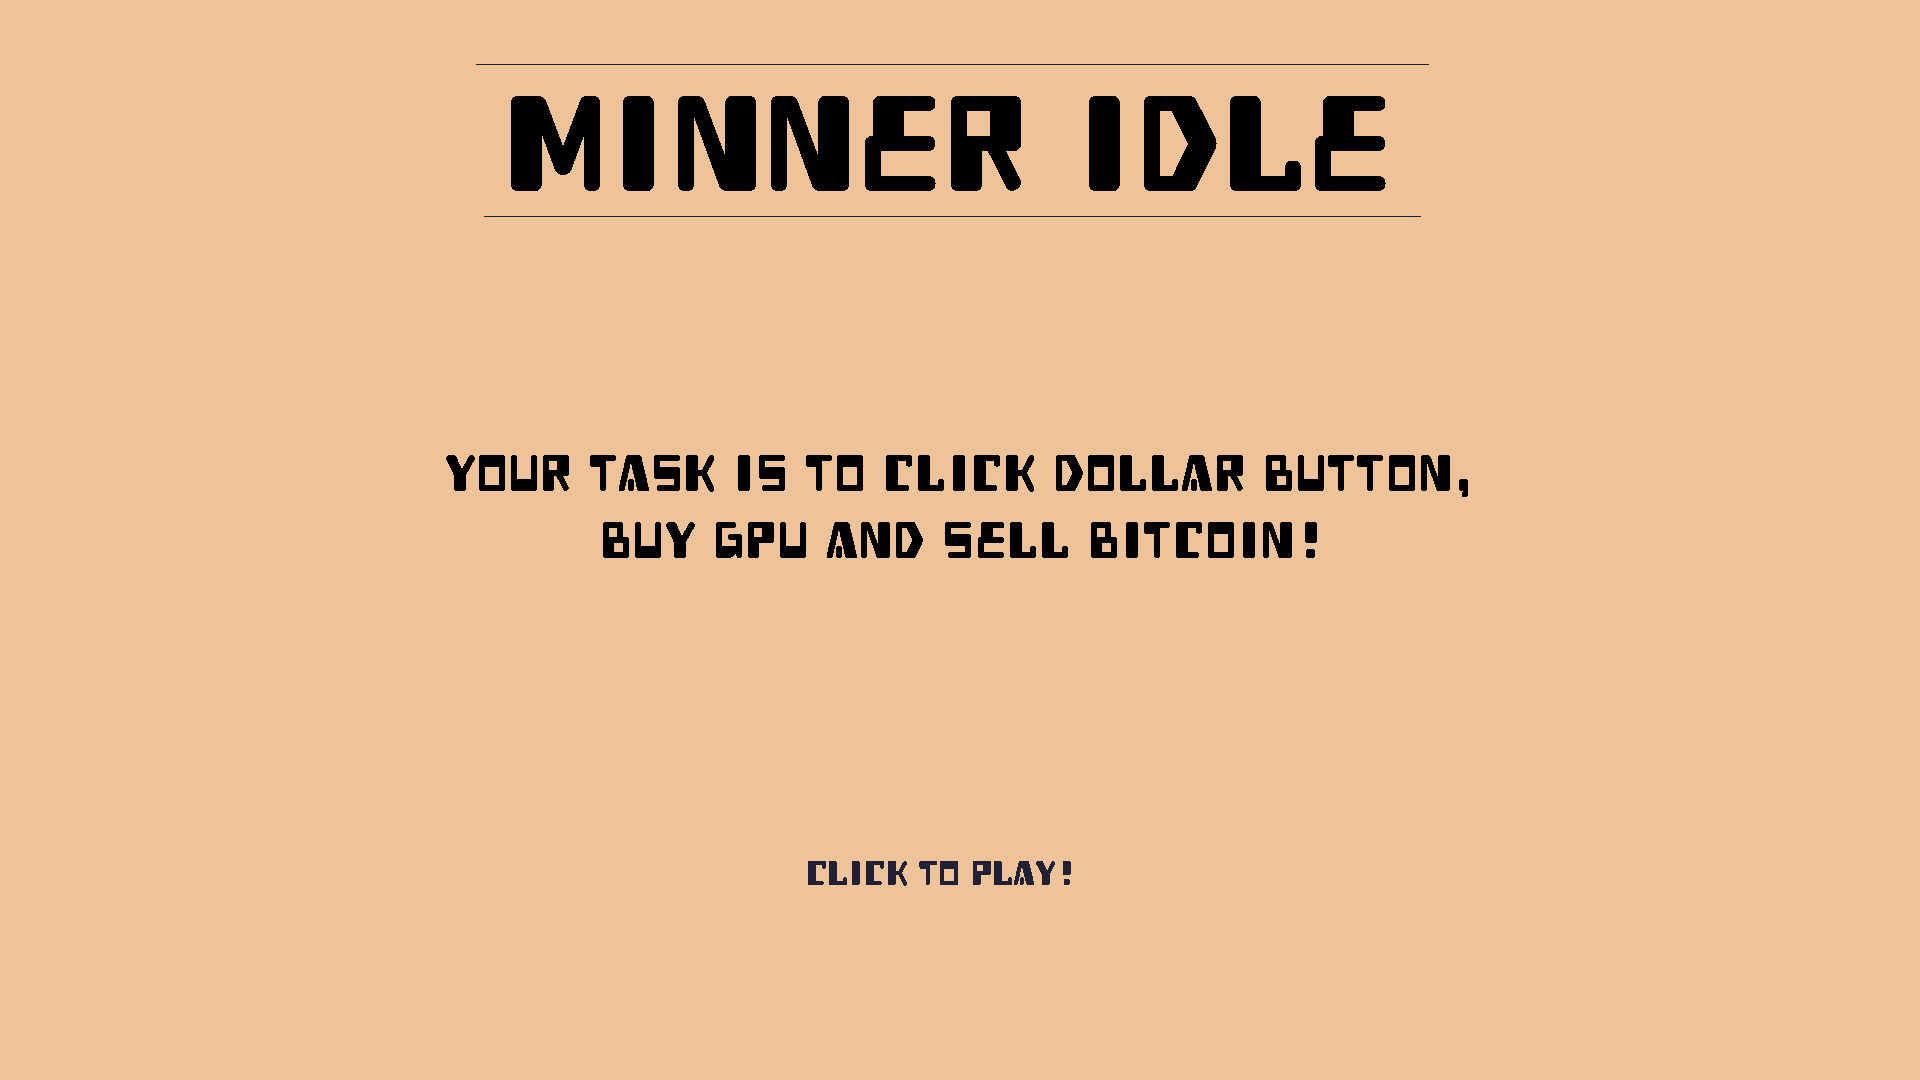 MINNER IDLE
YOUR TASK IS TO CLICK DOLLAR BUTTON,
BUY GPU AND SELL BITCOIN!
CLICK TO PLAY!